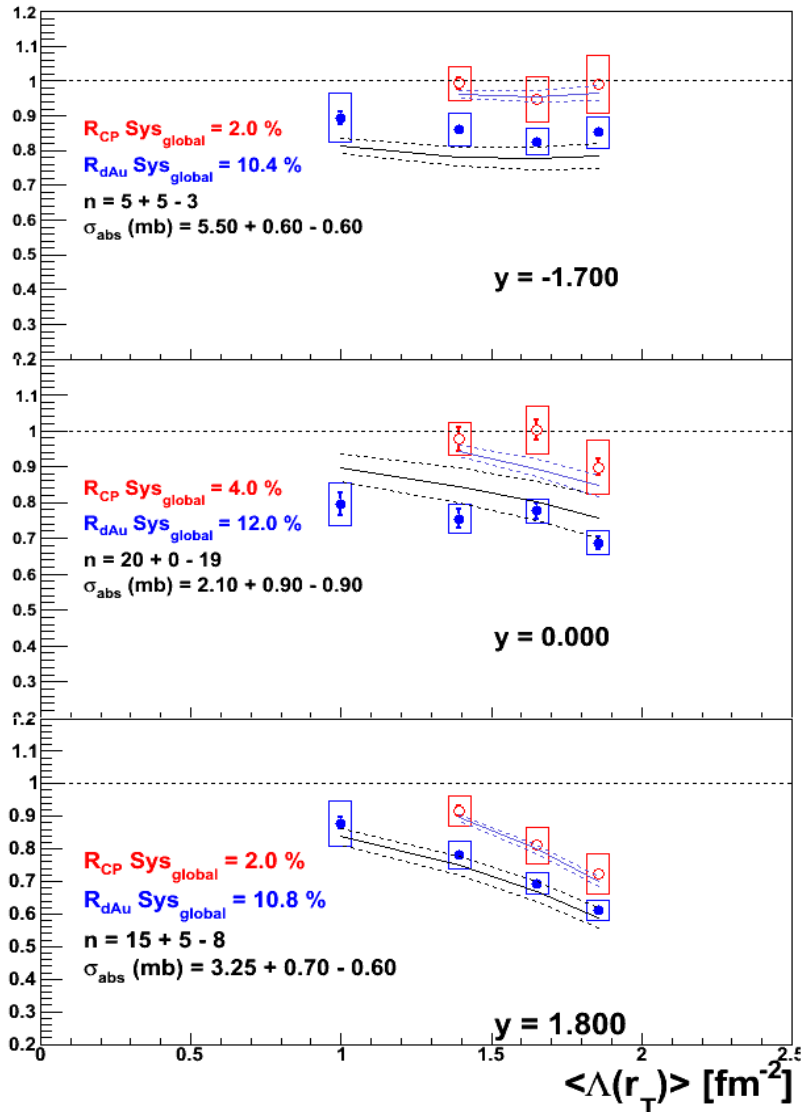 1.2
1.1
1
0.9
0.8
0.7
0.6
0.5
0.4
0.3
0.2
R_CP Sys_global = 2.0 %
R_dAu Sys_global = 10.4 %
n = 5 + 5 - 3
σ_abs (mb) = 5.50 + 0.60 - 0.60
y = -1.700
1.1
1
0.9
0.8
0.7
0.6
0.5
0.4
0.3
0.2
R_CP Sys_global = 4.0 %
R_dAu Sys_global = 12.0 %
n = 20 + 0 - 19
σ_abs (mb) = 2.10 + 0.90 - 0.90
y = 0.000
1.2
1.1
1
0.9
0.8
0.7
0.6
0.5
0.4
0.3
0.2
R_CP Sys_global = 2.0 %
R_dAu Sys_global = 10.8 %
n = 15 + 5 - 8
σ_abs (mb) = 3.25 + 0.70 - 0.60
y = 1.800
0 0.5 1 1.5 2 2.5
<Λ(r_T)> [fm^-2]